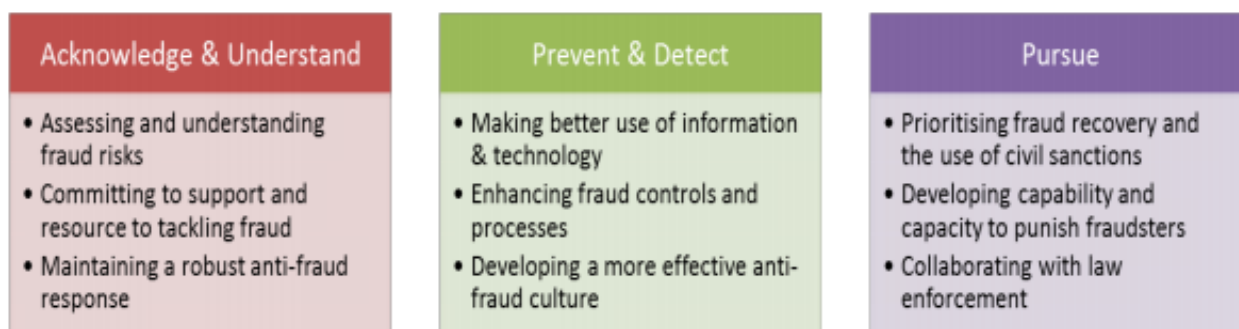 Acknowledge & Understand
• Assessing and understanding
fraud risks
• Committing to support and
resource to tackling fraud
• Maintaining a robust anti-fraud
response
Prevent & Detect
• Making better use of information
& technology
• Enhancing fraud controls and
processes
• Developing a more effective anti-
fraud culture
Pursue
• Prioritising fraud recovery and
the use of civil sanctions
• Developing capability and
capacity to punish fraudsters
• Collaborating with law
enforcement